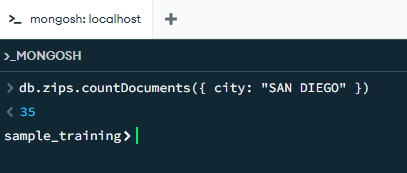 >_ mongosh: localhost +
>_MONGOSH
> db.zips.countDocuments({ city: "SAN DIEGO" })
< 35
sample_training>